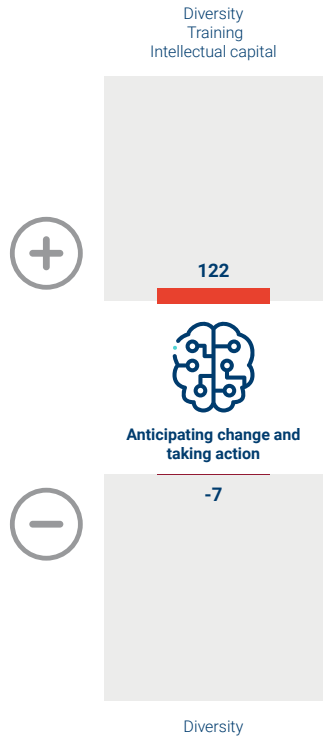 Diversity
Training
Intellectual capital
122
Anticipating change and
taking action
-7
Diversity